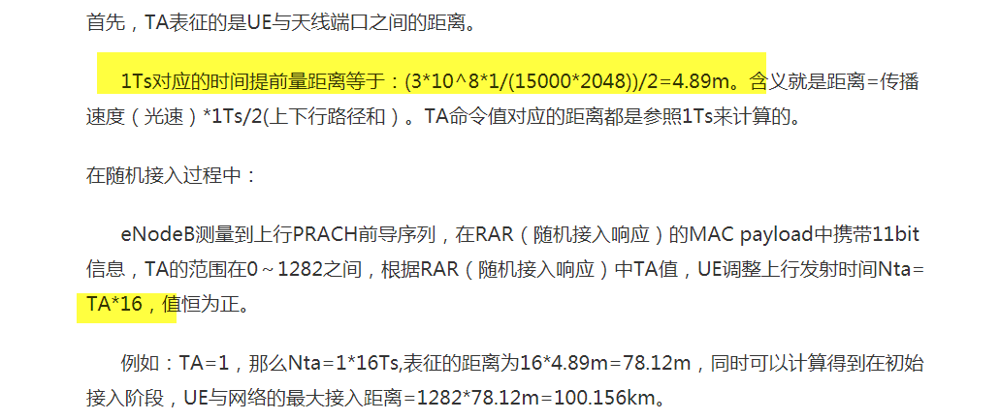 首先，TA表征的是UE与天线端口之间的距离。
1Ts对应的时间提前量距离等于：(3*10^8*1/(15000*2048))/2=4.89m。含义就是距离=传播
速度（光速）*1Ts/2(上下行路径和）。TA命令值对应的距离都是参照1Ts来计算的。
在随机接入过程中：
eNodeB测量到上行PRACH前导序列，在RAR（随机接入响应）的MAC payload中携带11bit
信息，TA的范围在0～1282之间，根据RAR（随机接入响应）中TA值，UE调整上行发射时间Nta=
TA*16，值恒为正。
例如：TA=1，那么Nta=1*16Ts,表征的距离为16*4.89m=78.12m，同时可以计算得到在初始
接入阶段，UE与网络的最大接入距离=1282*78.12m=100.156km。